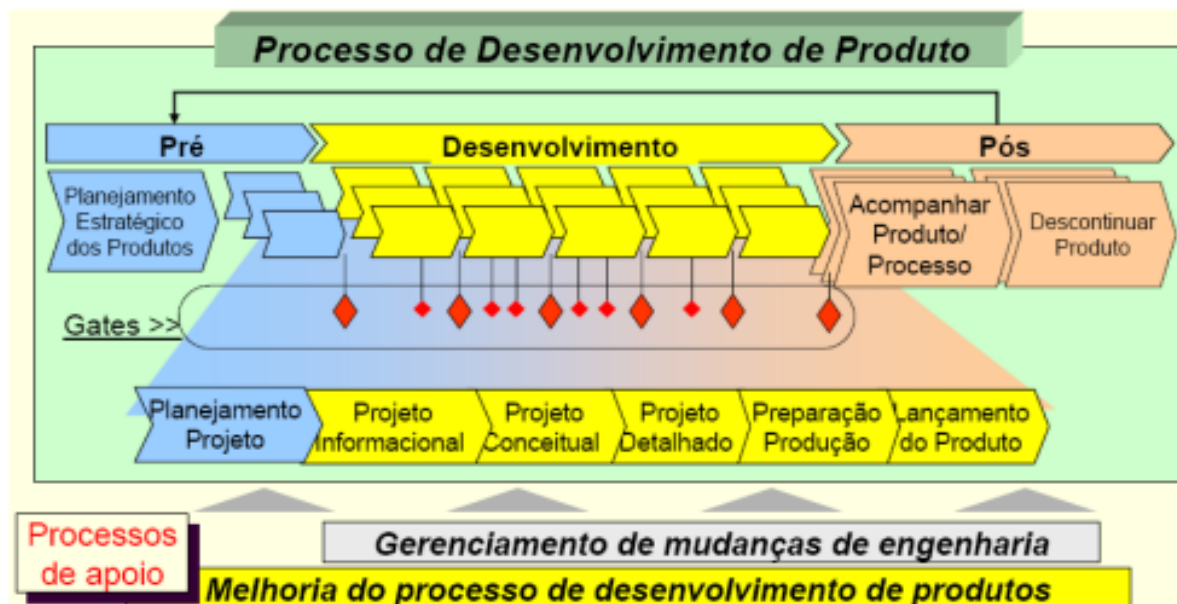 Processo de Desenvolvimento de Produto
Pré
Desenvolvimento
Pós
Planejamento
Estratégico
dos Produtos
Acompanhar
Produto/
Processo
Descontinuar
Produto
Gates >>
Planejamento
Projeto
Projeto
Informacional
Projeto
Conceitual
Projeto
Detalhado
Preparação
Produção
Lançamento
do Produto
Processos
de apoio
Gerenciamento de mudanças de engenharia
Melhoria do processo de desenvolvimento de produtos